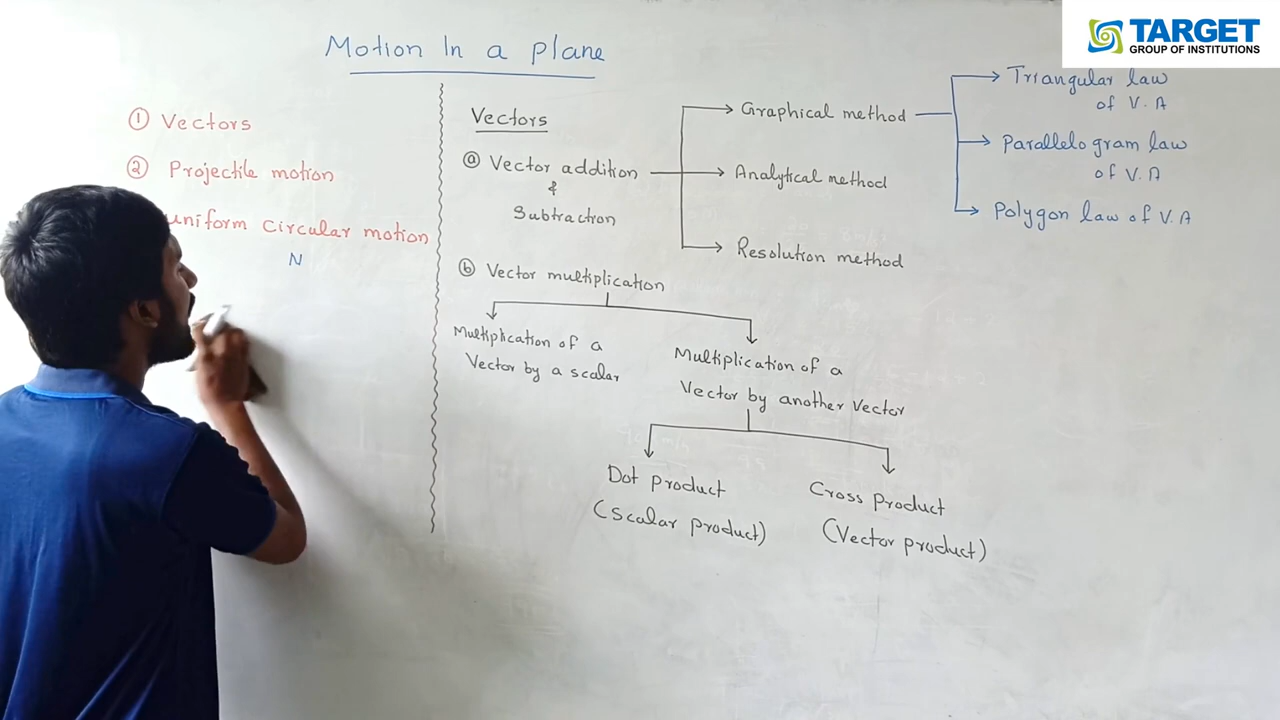 TARGET
GROUP OF INSTITUTIONS
Motion In a plane
① Vectors
② Projectile motion
uniform circular motion
N
Vectors
ⓐ Vector addition
&
Subtraction
Graphical method
Analytical method
Resolution method
Triangular law
of V.A
Parallelogram law
of V.A
Polygon law of V.A
ⓑ Vector multiplication
Multiplication of a
Vector by a scalar
Multiplication of a
Vector by another Vector
Dot product
(Scalar product)
Cross product
(Vector product)